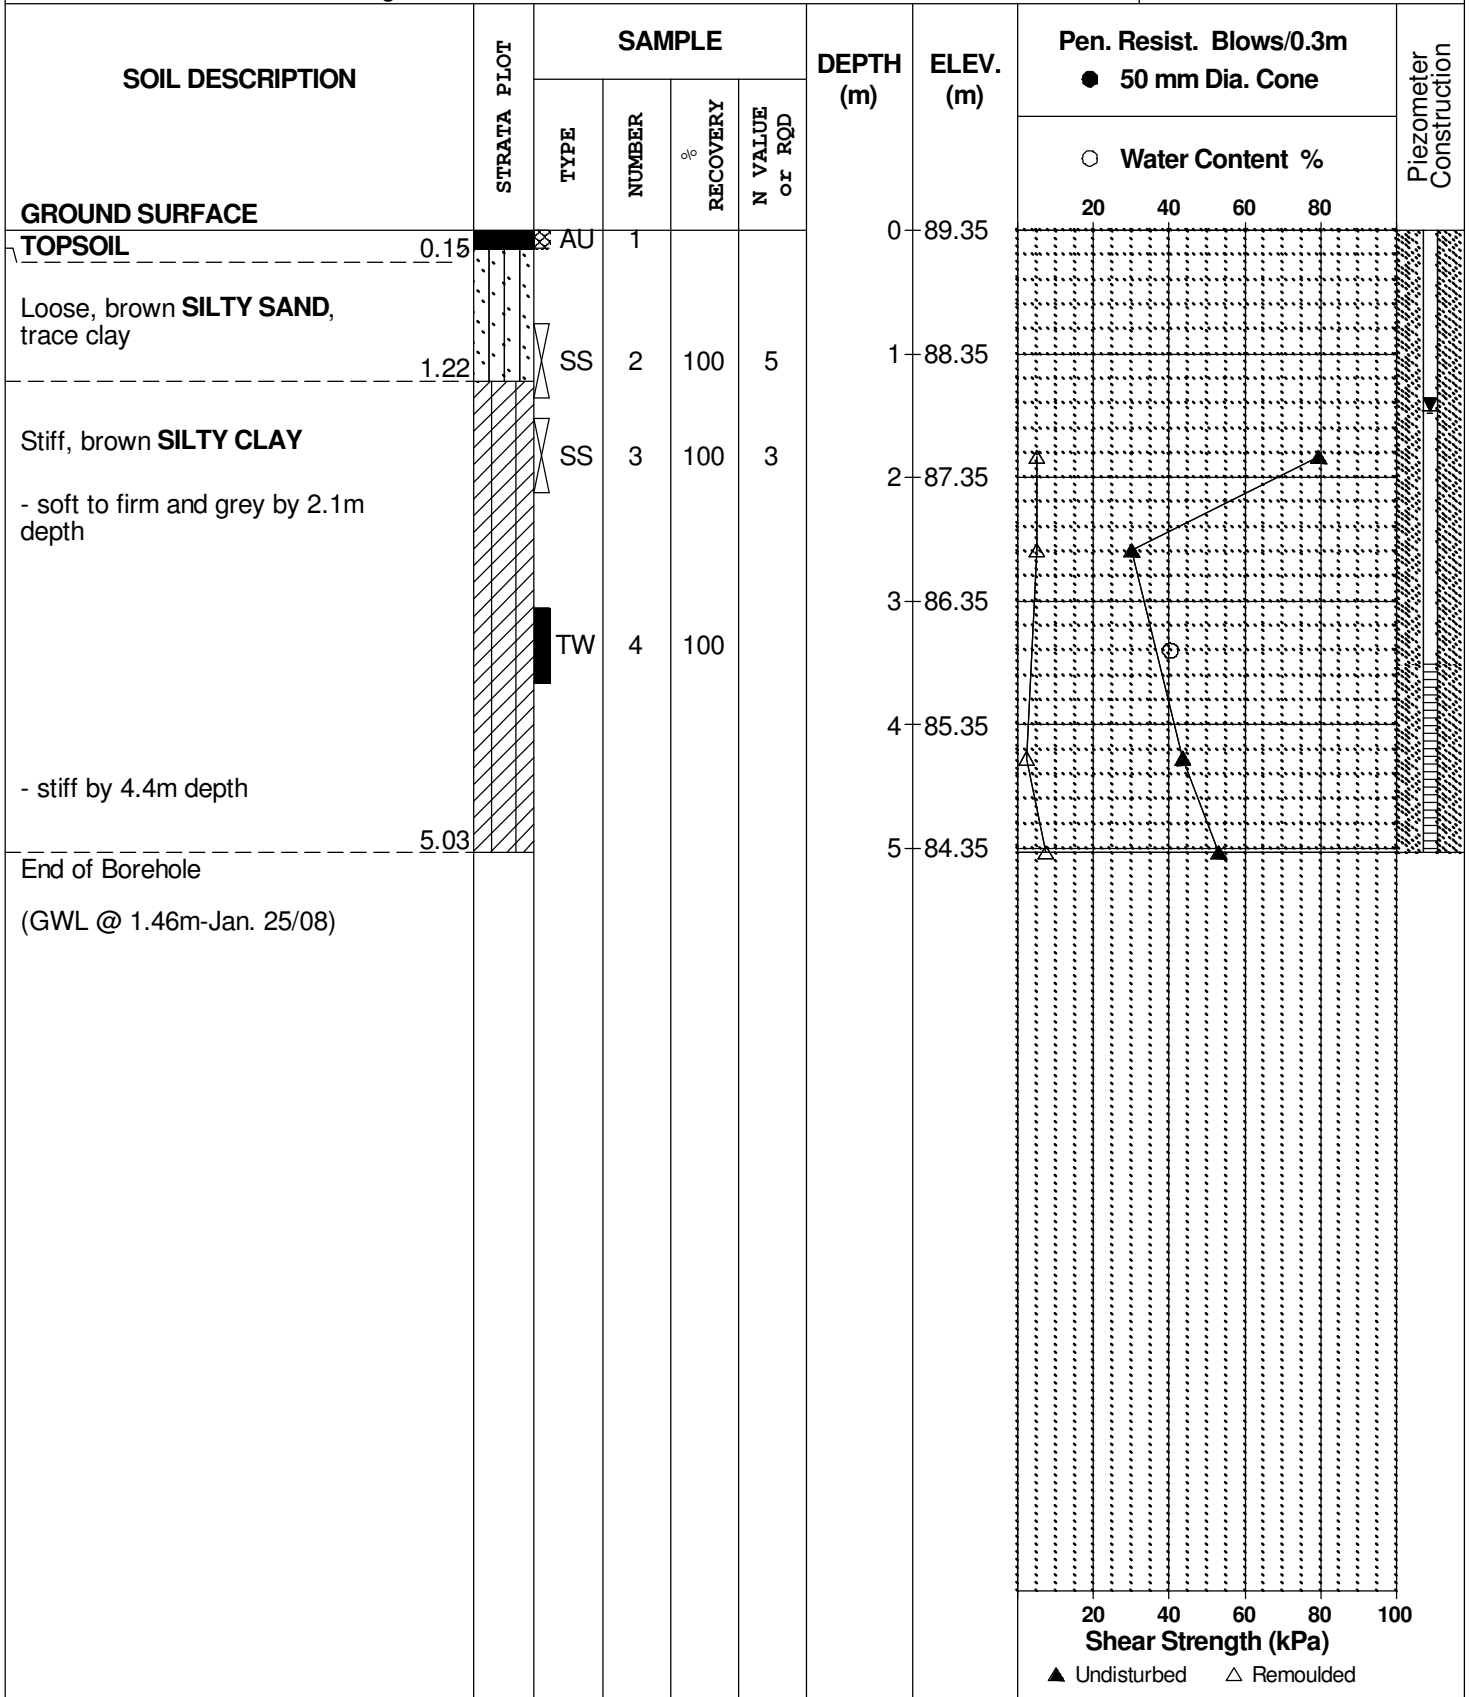 SOIL DESCRIPTION
STRATA PLOT
SAMPLE
TYPE
NUMBER
%
RECOVERY
N VALUE
or RQD
DEPTH
(m)
ELEV.
(m)
Pen. Resist. Blows/0.3m
● 50 mm Dia. Cone
○ Water Content %
Piezometer
Construction
20 40 60 80
GROUND SURFACE
TOPSOIL 0.15 AU 1
0 89.35
Loose, brown SILTY SAND,
trace clay
1.22
SS 2 100 5
1 88.35
Stiff, brown SILTY CLAY
SS 3 100 3
2 87.35
- soft to firm and grey by 2.1m
depth
3 86.35
TW 4 100
4 85.35
- stiff by 4.4m depth
5.03
5 84.35
End of Borehole
(GWL @ 1.46m-Jan. 25/08)
20 40 60 80 100
Shear Strength (kPa)
▲ Undisturbed △ Remoulded